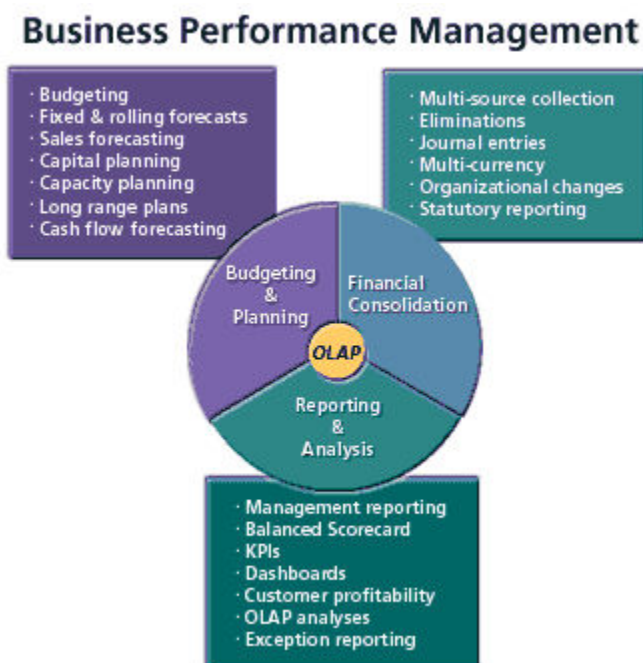 Business Performance Management
· Budgeting
· Fixed & rolling forecasts
· Sales forecasting
· Capital planning
· Capacity planning
· Long range plans
· Cash flow forecasting
· Multi-source collection
· Eliminations
· Journal entries
· Multi-currency
· Organizational changes
· Statutory reporting
Budgeting
&
Planning
Financial
Consolidation
OLAP
Reporting
&
Analysis
· Management reporting
· Balanced Scorecard
· KPIs
· Dashboards
· Customer profitability
· OLAP analyses
· Exception reporting